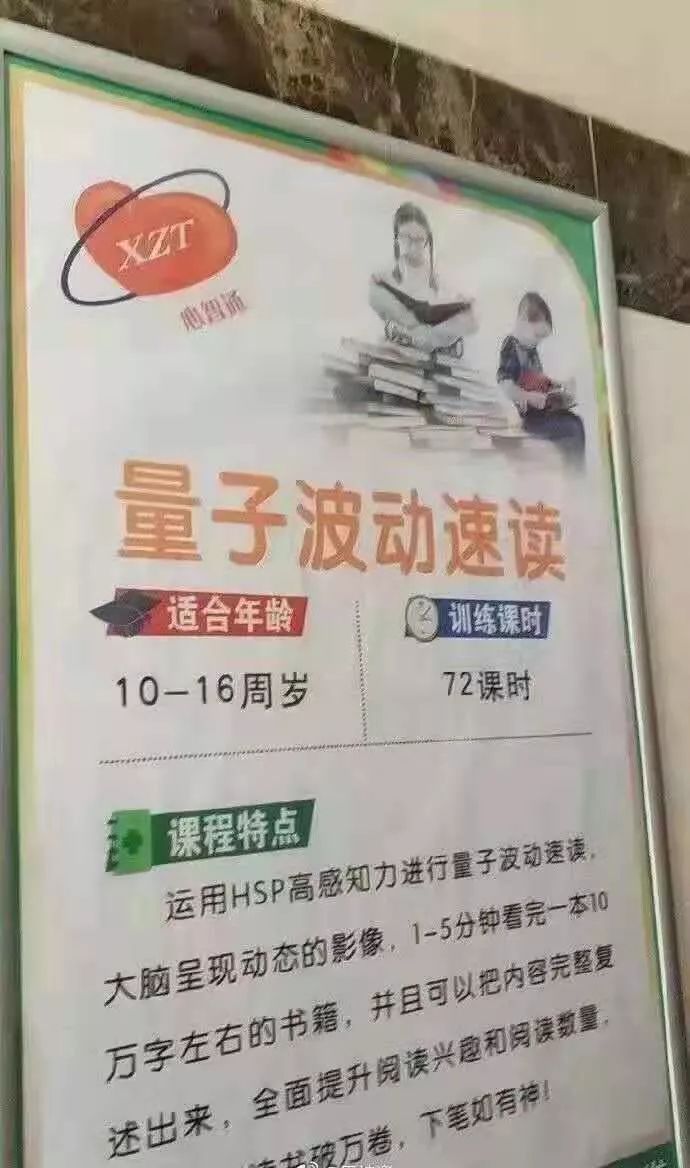 XZT
心智通
量子波动速读
适合年龄
训练课时
10-16周岁
72课时
课程特点
运用HSP高感知力进行量子波动速读,
大脑呈现动态的影像,1-5分钟看完一本10
万字左右的书籍,并且可以把内容完整复
述出来,全面提升阅读兴趣和阅读数量,
读书破万卷,下笔如有神!